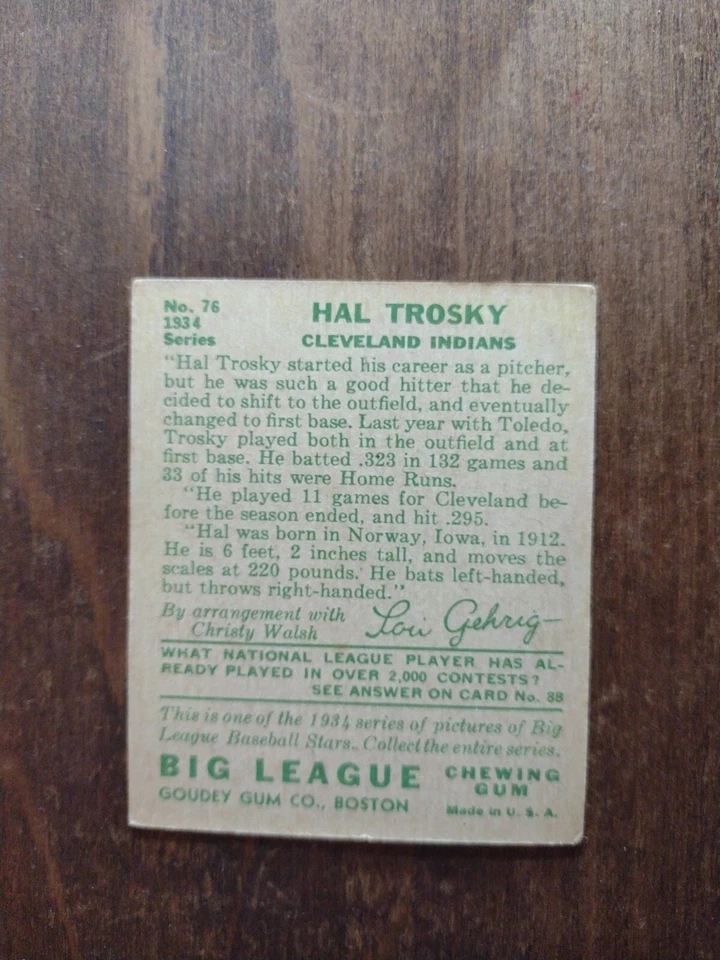 No. 76
1934
Series
HAL TROSKY
CLEVELAND INDIANS
"Hal Trosky started his career as a pitcher,
but he was such a good hitter that he de-
cided to shift to the outfield, and eventually
changed to first base. Last year with Toledo,
Trosky played both in the outfield and at
first base. He batted .323 in 132 games and
33 of his hits were Home Runs.
"He played 11 games for Cleveland be-
fore the season ended, and hit .295.
"Hal was born in Norway, Iowa, in 1912.
He is 6 feet, 2 inches tall, and moves the
scales at 220 pounds. He bats left-handed,
but throws right-handed."
By arrangement with
Christy Walsh
Lou Gehrig
WHAT NATIONAL LEAGUE PLAYER HAS AL-
READY PLAYED IN OVER 2,000 CONTESTS?
SEE ANSWER ON CARD No. 88
This is one of the 1934 series of pictures of Big
League Baseball Stars. Collect the entire series.
BIG LEAGUE CHEWING
GUM
GOUDEY GUM CO., BOSTON
Made in U. S. A.